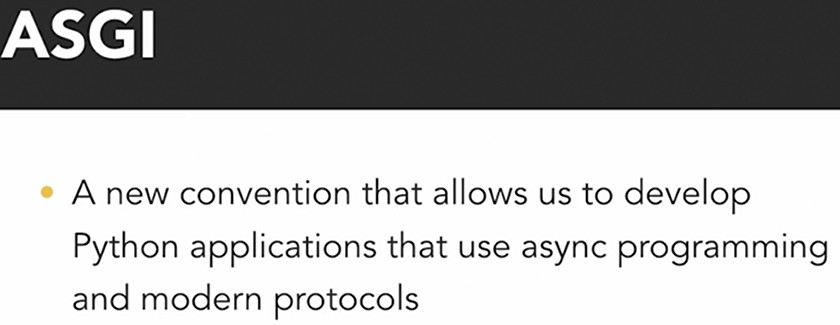 ASGI
• A new convention that allows us to develop
Python applications that use async programming
and modern protocols